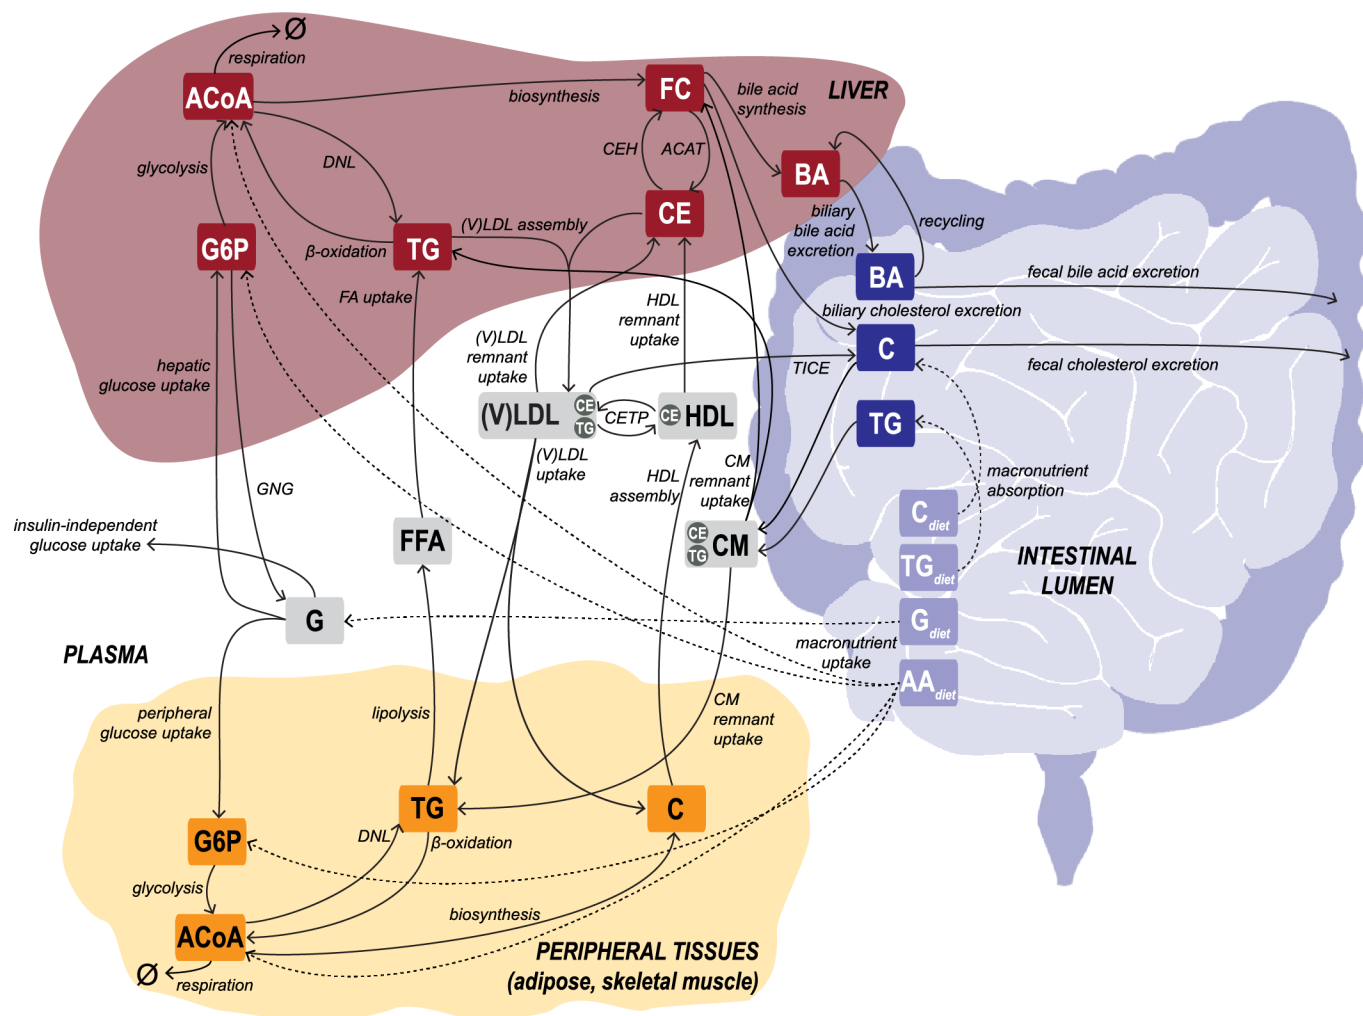 Ø
respiration
ACoA
biosynthesis
FC
bile acid
synthesis
LIVER
glycolysis
DNL
CEH
ACAT
BA
G6P
β-oxidation
TG
(V)LDL assembly
CE
biliary
bile acid
excretion
recycling
BA
fecal bile acid excretion
FA uptake
HDL
remnant
uptake
biliary cholesterol excretion
hepatic
glucose uptake
(V)LDL
remnant
uptake
TICE
C
fecal cholesterol excretion
(V)LDL
CE
TG
CETP
CE
HDL
TG
(V)LDL
uptake
HDL
assembly
CM
remnant
uptake
macronutrient
absorption
GNG
insulin-independent
glucose uptake
FFA
CE
TG
CM
C diet
TG diet
INTESTINAL
LUMEN
G
G diet
macronutrient
uptake
PLASMA
AA diet
peripheral
glucose uptake
lipolysis
CM
remnant
uptake
TG
C
G6P
DNL
β-oxidation
glycolysis
ACoA
biosynthesis
Ø
respiration
PERIPHERAL TISSUES
(adipose, skeletal muscle)